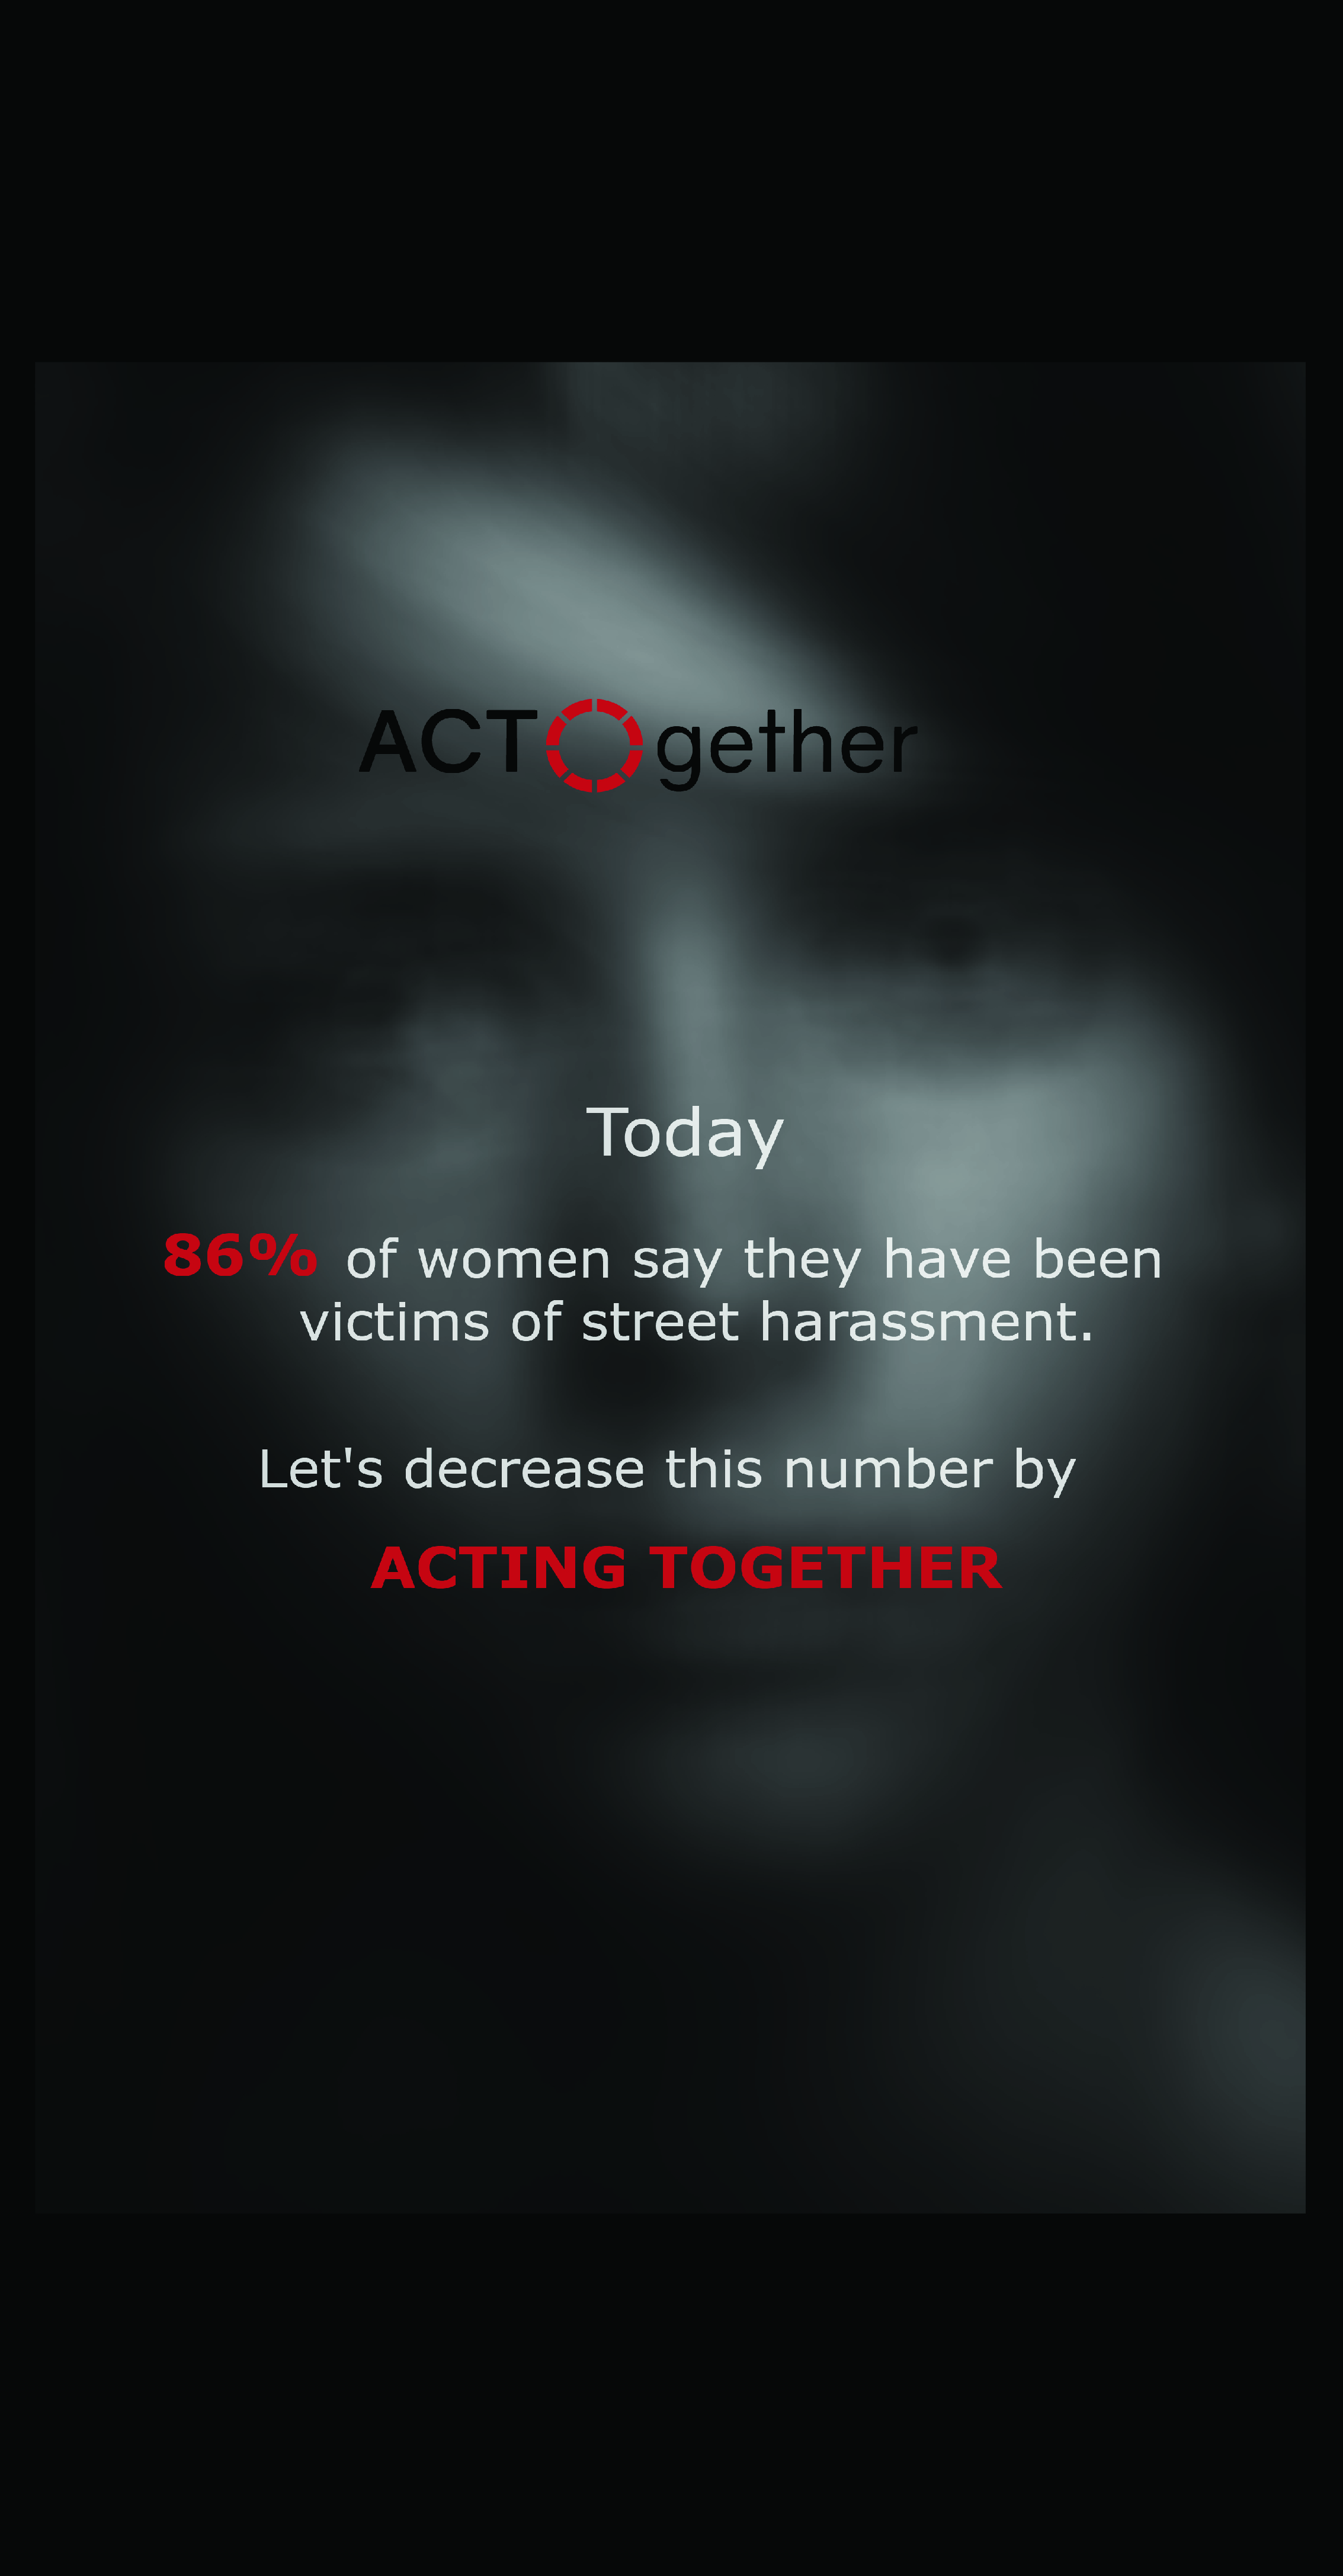 ACTOgether
Today
86% of women say they have been
victims of street harassment.
Let's decrease this number by
ACTING TOGETHER